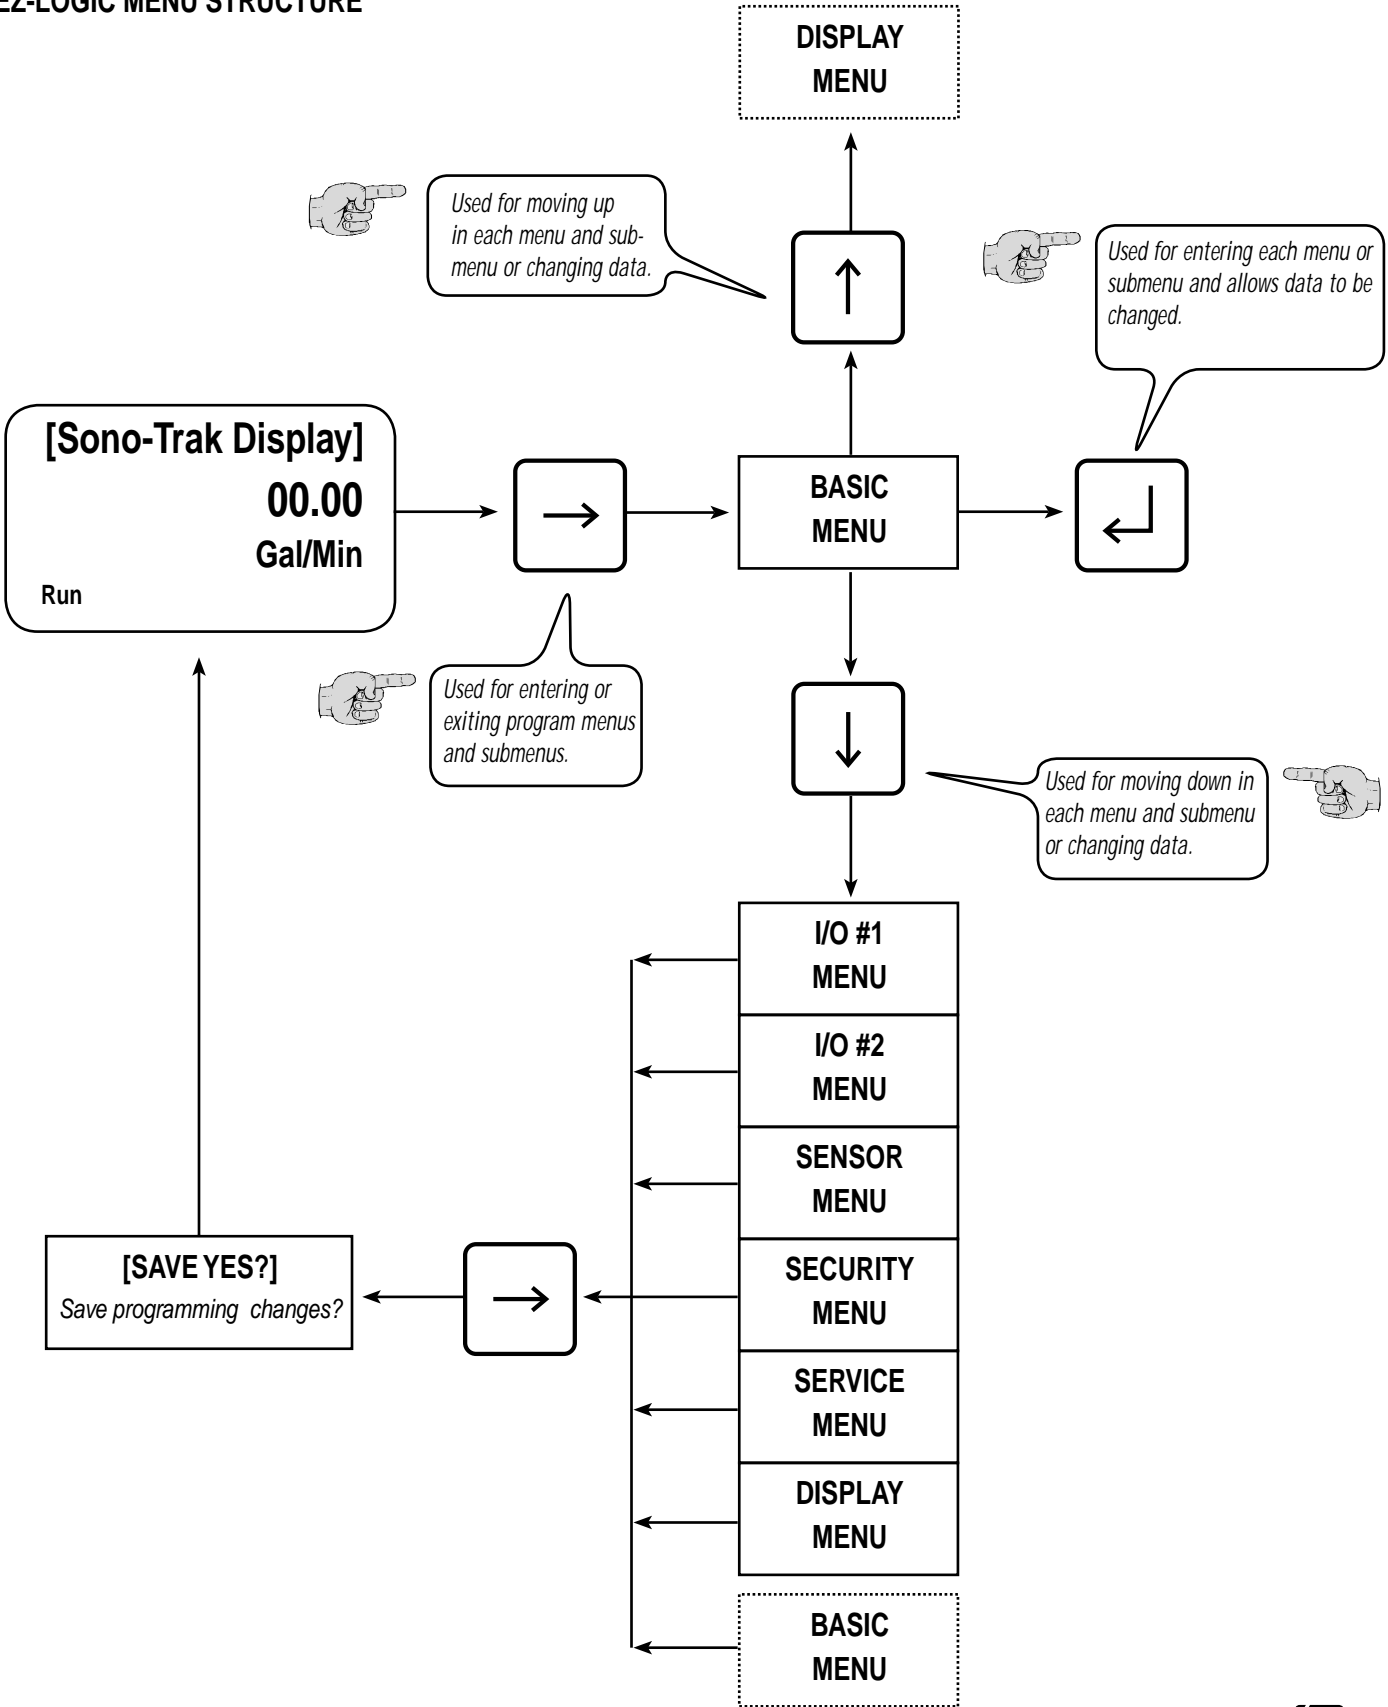 EZ-LOGIC MENU STRUCTURE
DISPLAY
MENU
Used for moving up
in each menu and sub-
menu or changing data.
Used for entering each menu or
submenu and allows data to be
changed.
[Sono-Trak Display]
00.00
Gal/Min
Run
BASIC
MENU
Used for entering or
exiting program menus
and submenus.
Used for moving down in
each menu and submenu
or changing data.
I/O #1
MENU
I/O #2
MENU
SENSOR
MENU
SECURITY
MENU
[SAVE YES?]
Save programming changes?
SERVICE
MENU
DISPLAY
MENU
BASIC
MENU